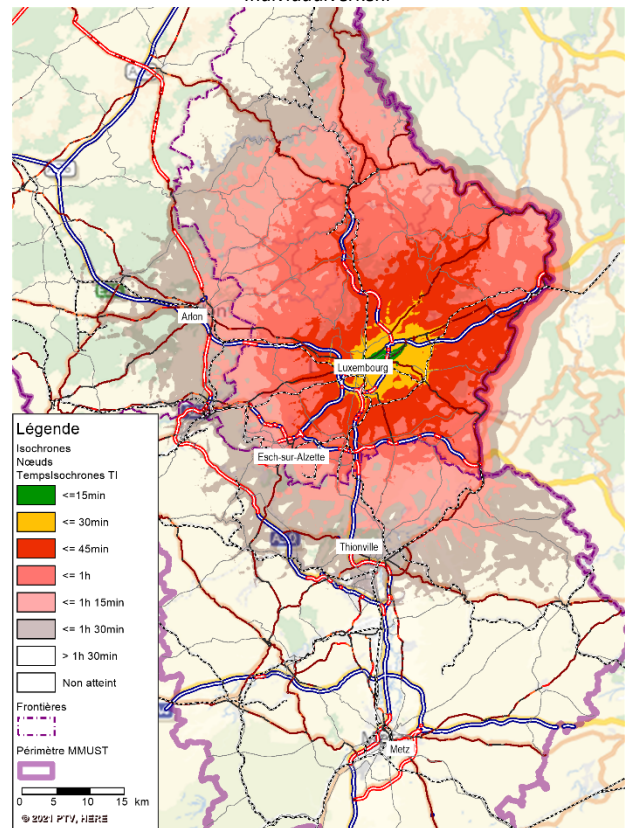 Arlon
Luxembourg
Esch-sur-Alzette
Thionville
Metz
Légende
Isochrones
Nœuds
TempsIsochrones TI
<=15min
<= 30min
<= 45min
<= 1h
<= 1h 15min
<= 1h 30min
> 1h 30min
Non atteint
Frontières
Périmètre MMUST
0 5 10 15 km
© 2021 PTV, HERE